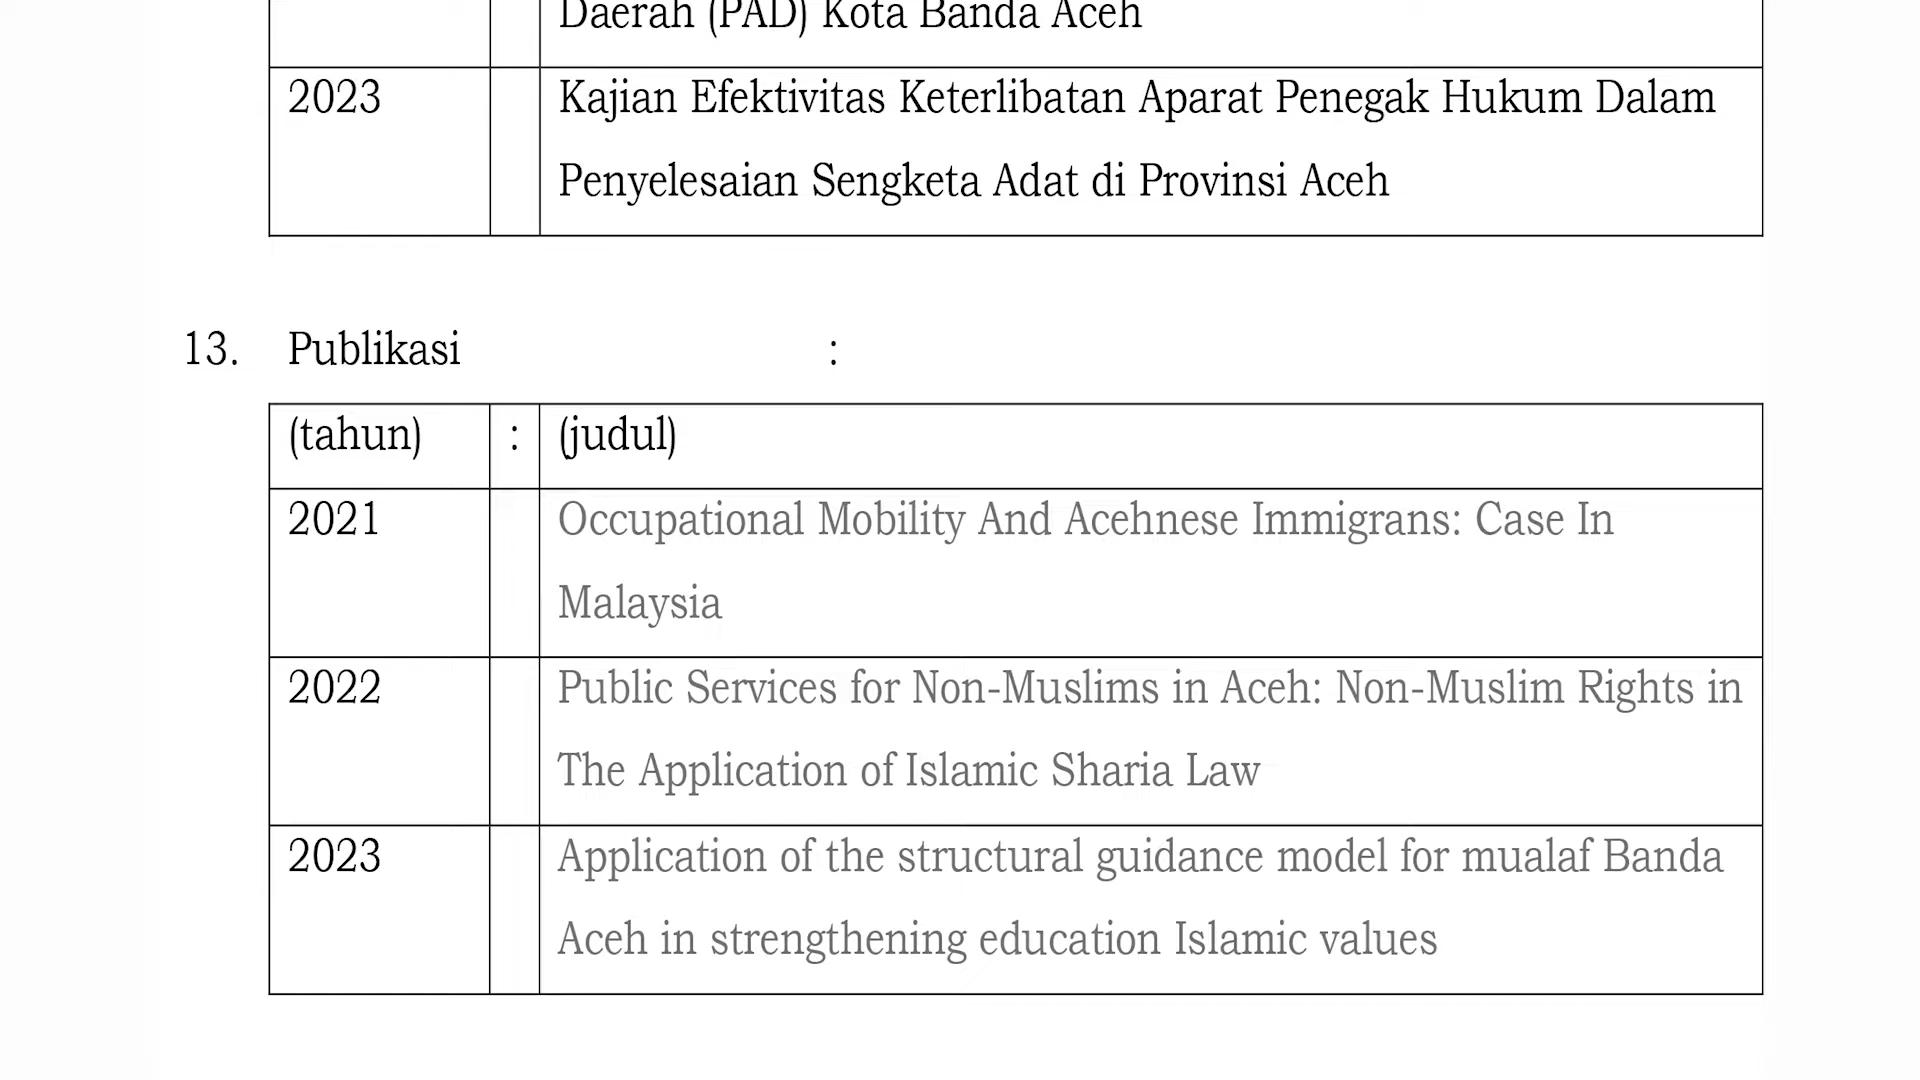 Daerah (PAD) Kota Banda Aceh
2023
Kajian Efektivitas Keterlibatan Aparat Penegak Hukum Dalam
Penyelesaian Sengketa Adat di Provinsi Aceh
13. Publikasi :
(tahun) : (judul)
2021
Occupational Mobility And Acehnese Immigrans: Case In
Malaysia
2022
Public Services for Non-Muslims in Aceh: Non-Muslim Rights in
The Application of Islamic Sharia Law
2023
Application of the structural guidance model for mualaf Banda
Aceh in strengthening education Islamic values